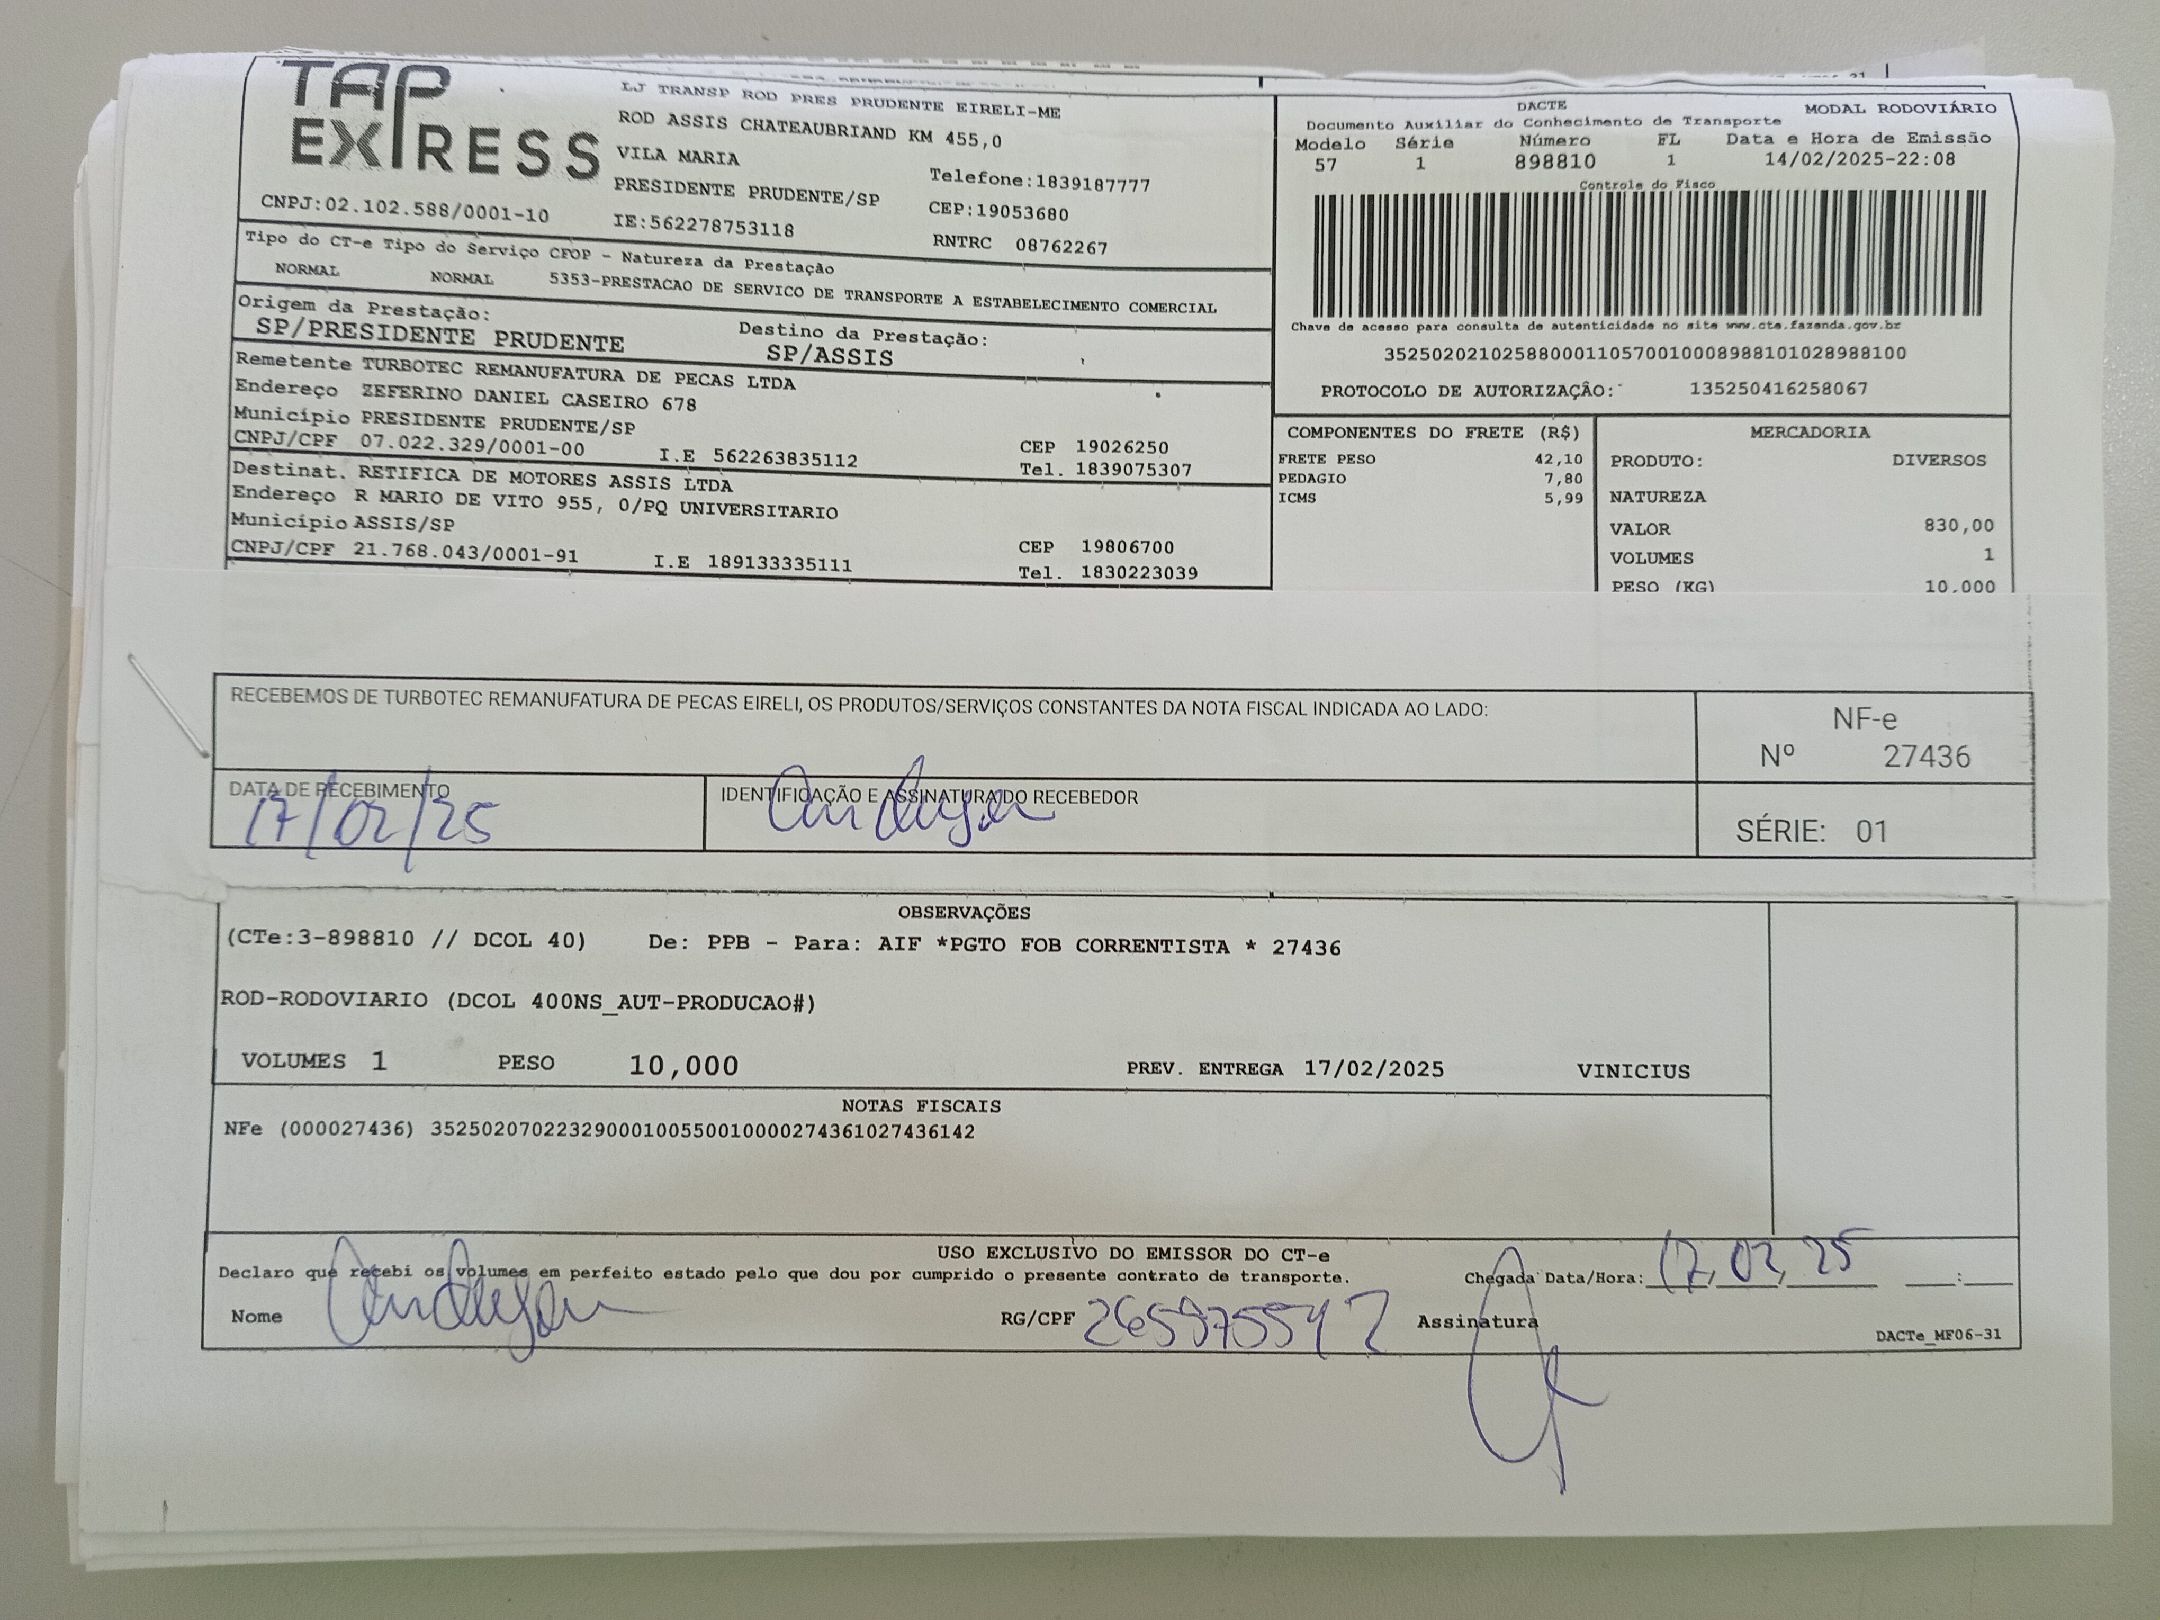 TAP
EXPRESS
LJ TRANSP ROD PRES PRUDENTE EIRELI-ME
ROD ASSIS CHATEAUBRIAND KM 455,0
VILA MARIA
Telefone:1839187777
PRESIDENTE PRUDENTE/SP
CEP:19053680
CNPJ:02.102.588/0001-10
IE:562278753118
RNTRC 08762267
Tipo do CT-e Tipo do Serviço CFOP - Natureza da Prestação
NORMAL NORMAL 5353-PRESTACAO DE SERVICO DE TRANSPORTE A ESTABELECIMENTO COMERCIAL
Origem da Prestação: Destino da Prestação:
SP/PRESIDENTE PRUDENTE SP/ASSIS
Remetente TURBOTEC REMANUFATURA DE PECAS LTDA
Endereço ZEFERINO DANIEL CASEIRO 678
Município PRESIDENTE PRUDENTE/SP CEP 19026250
CNPJ/CPF 07.022.329/0001-00 I.E 562263835112 Tel. 1839075307
Destinat. RETIFICA DE MOTORES ASSIS LTDA
Endereço R MARIO DE VITO 955, 0/PQ UNIVERSITARIO
Município ASSIS/SP CEP 19806700
CNPJ/CPF 21.768.043/0001-91 I.E 189133335111 Tel. 1830223039
DACTE MODAL RODOVIÁRIO
Documento Auxiliar do Conhecimento de Transporte
Modelo Série Número FL Data e Hora de Emissão
57 1 898810 1 14/02/2025-22:08
Controle do Fisco
Chave de acesso para consulta de autenticidade no site www.cte.fazenda.gov.br
35250202102588000110570010008988101028988100
PROTOCOLO DE AUTORIZAÇÃO: 135250416258067
COMPONENTES DO FRETE (R$)
FRETE PESO 42,10
PEDAGIO 7,80
ICMS 5,99
MERCADORIA
PRODUTO: DIVERSOS
NATUREZA
VALOR 830,00
VOLUMES 1
PESO (KG) 10,000
RECEBEMOS DE TURBOTEC REMANUFATURA DE PECAS EIRELI, OS PRODUTOS/SERVIÇOS CONSTANTES DA NOTA FISCAL INDICADA AO LADO:
NF-e
Nº 27436
DATA DE RECEBIMENTO
17/02/25
IDENTIFICAÇÃO E ASSINATURA DO RECEBEDOR
SÉRIE: 01
OBSERVAÇÕES
(CTe:3-898810 // DCOL 40) De: PPB - Para: AIF *PGTO FOB CORRENTISTA * 27436
ROD-RODOVIARIO (DCOL 400NS_AUT-PRODUCAO#)
VOLUMES 1 PESO 10,000 PREV. ENTREGA 17/02/2025 VINICIUS
NOTAS FISCAIS
NFe (000027436) 35250207022329000100550010000274361027436142
USO EXCLUSIVO DO EMISSOR DO CT-e
Declaro que recebi os volumes em perfeito estado pelo que dou por cumprido o presente contrato de transporte. Chegada Data/Hora: 17, 02, 25 :
Nome RG/CPF Assinatura
DACTe_MF06-31